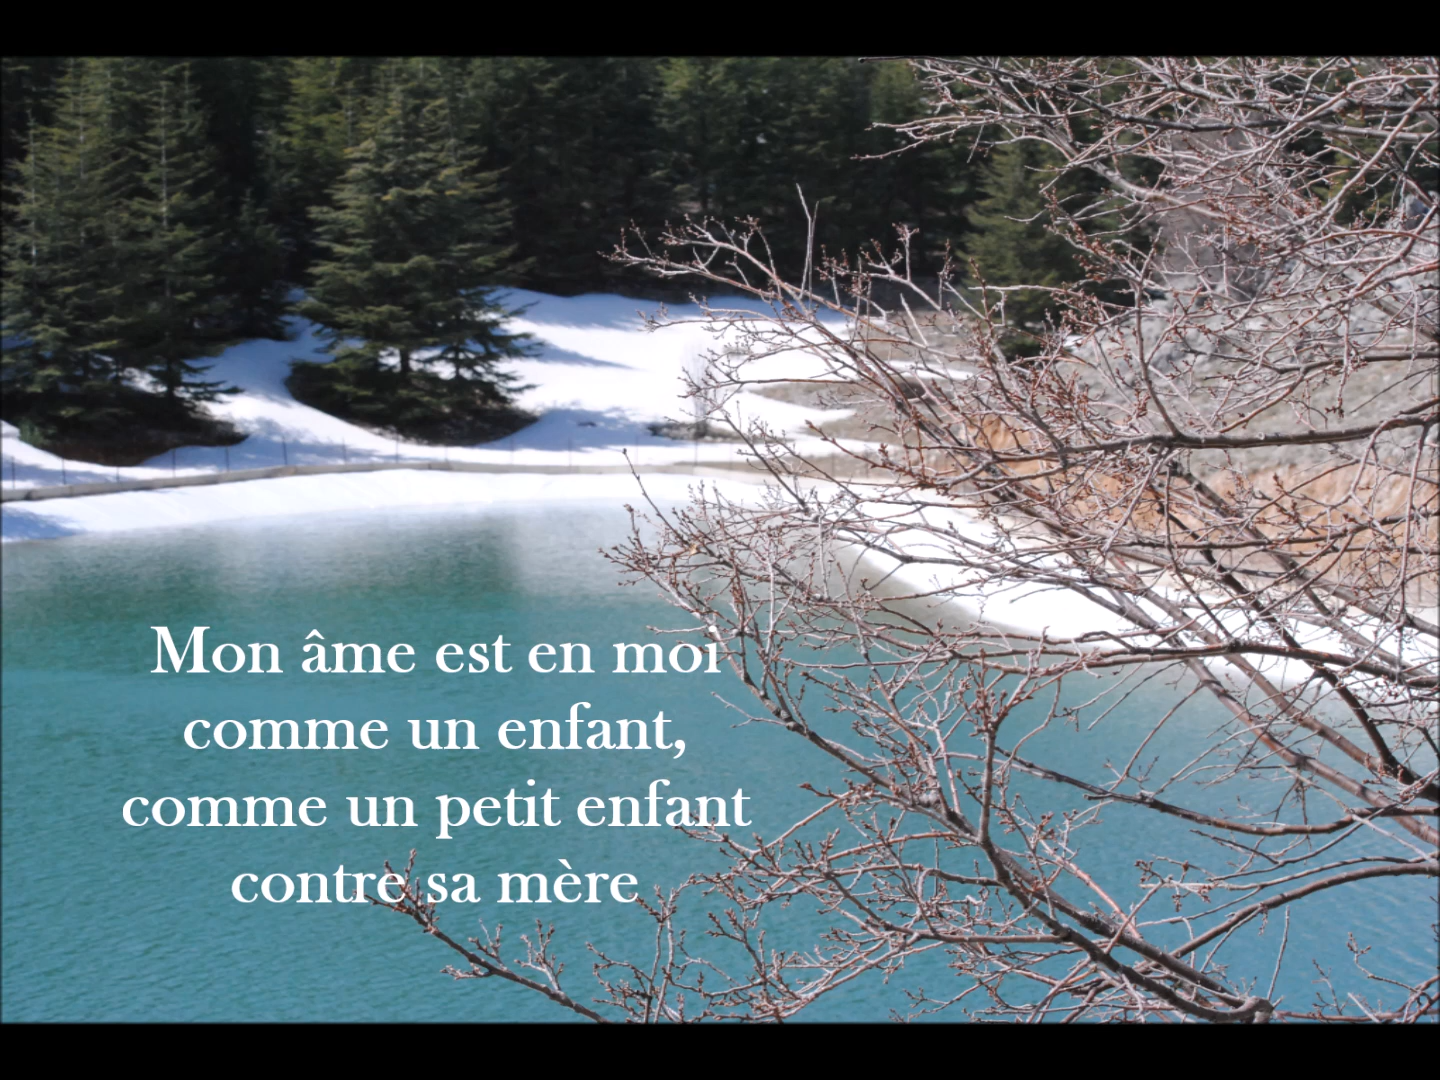 Mon âme est en moi
comme un enfant,
comme un petit enfant
contre sa mère